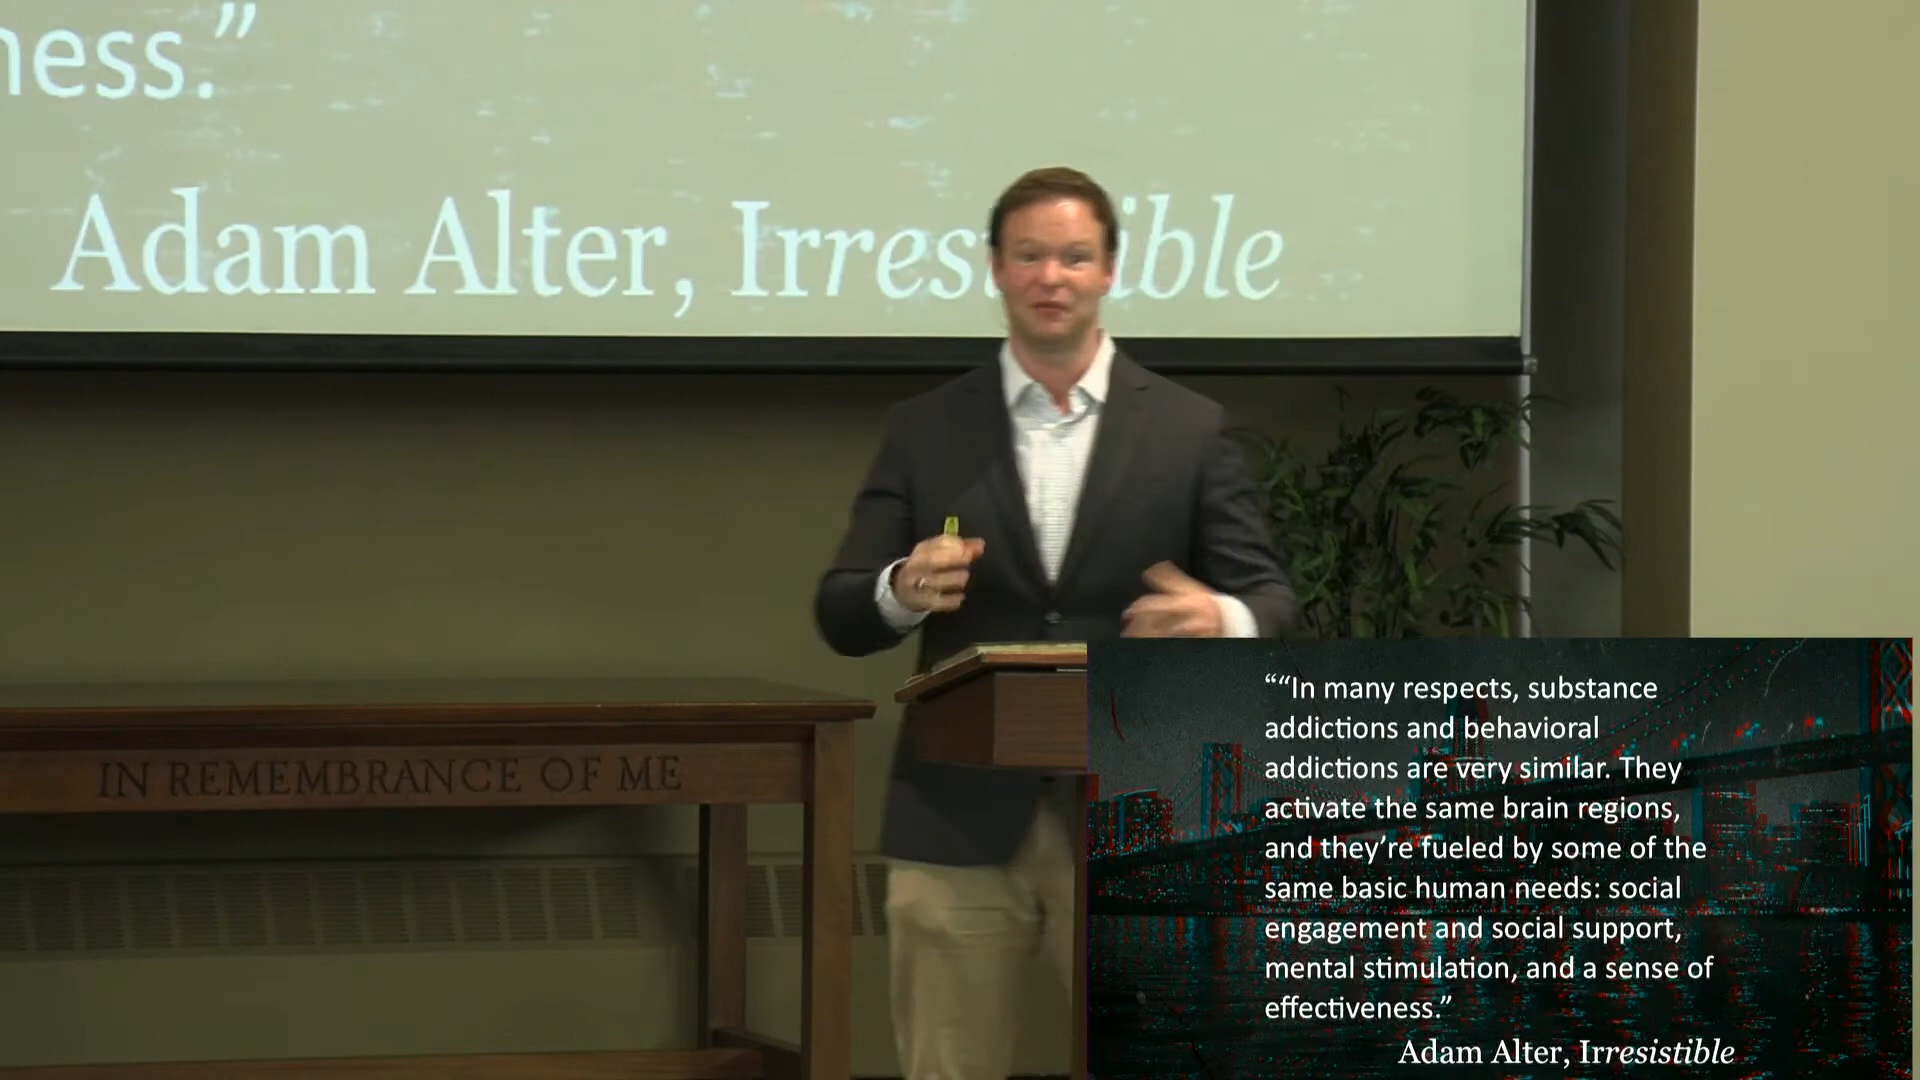 ness.”
Adam Alter, Irresistible
IN REMEMBRANCE OF ME
““In many respects, substance
addictions and behavioral
addictions are very similar. They
activate the same brain regions,
and they’re fueled by some of the
same basic human needs: social
engagement and social support,
mental stimulation, and a sense of
effectiveness.”
Adam Alter, Irresistible